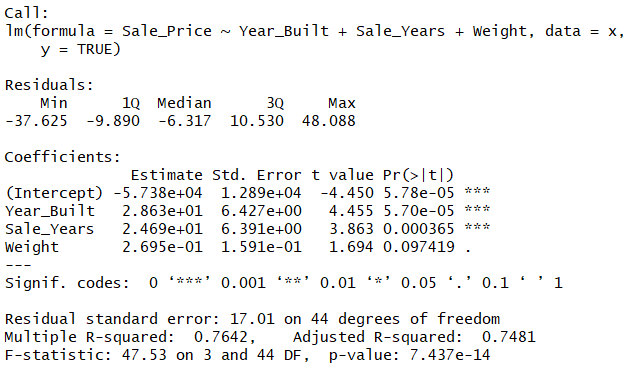 Call:
lm(formula = Sale_Price ~ Year_Built + Sale_Years + Weight, data = x,
    y = TRUE)
Residuals:
    Min      1Q  Median      3Q     Max
-37.625  -9.890  -6.317  10.530  48.088
Coefficients:
              Estimate Std. Error t value Pr(>|t|)
(Intercept) -5.738e+04  1.289e+04  -4.450 5.78e-05 ***
Year_Built   2.863e+01  6.427e+00   4.455 5.70e-05 ***
Sale_Years   2.469e+01  6.391e+00   3.863 0.000365 ***
Weight       2.695e-01  1.591e-01   1.694 0.097419 .
---
Signif. codes:  0 ‘***’ 0.001 ‘**’ 0.01 ‘*’ 0.05 ‘.’ 0.1 ‘ ’ 1
Residual standard error: 17.01 on 44 degrees of freedom
Multiple R-squared:  0.7642,    Adjusted R-squared:  0.7481
F-statistic: 47.53 on 3 and 44 DF,  p-value: 7.437e-14